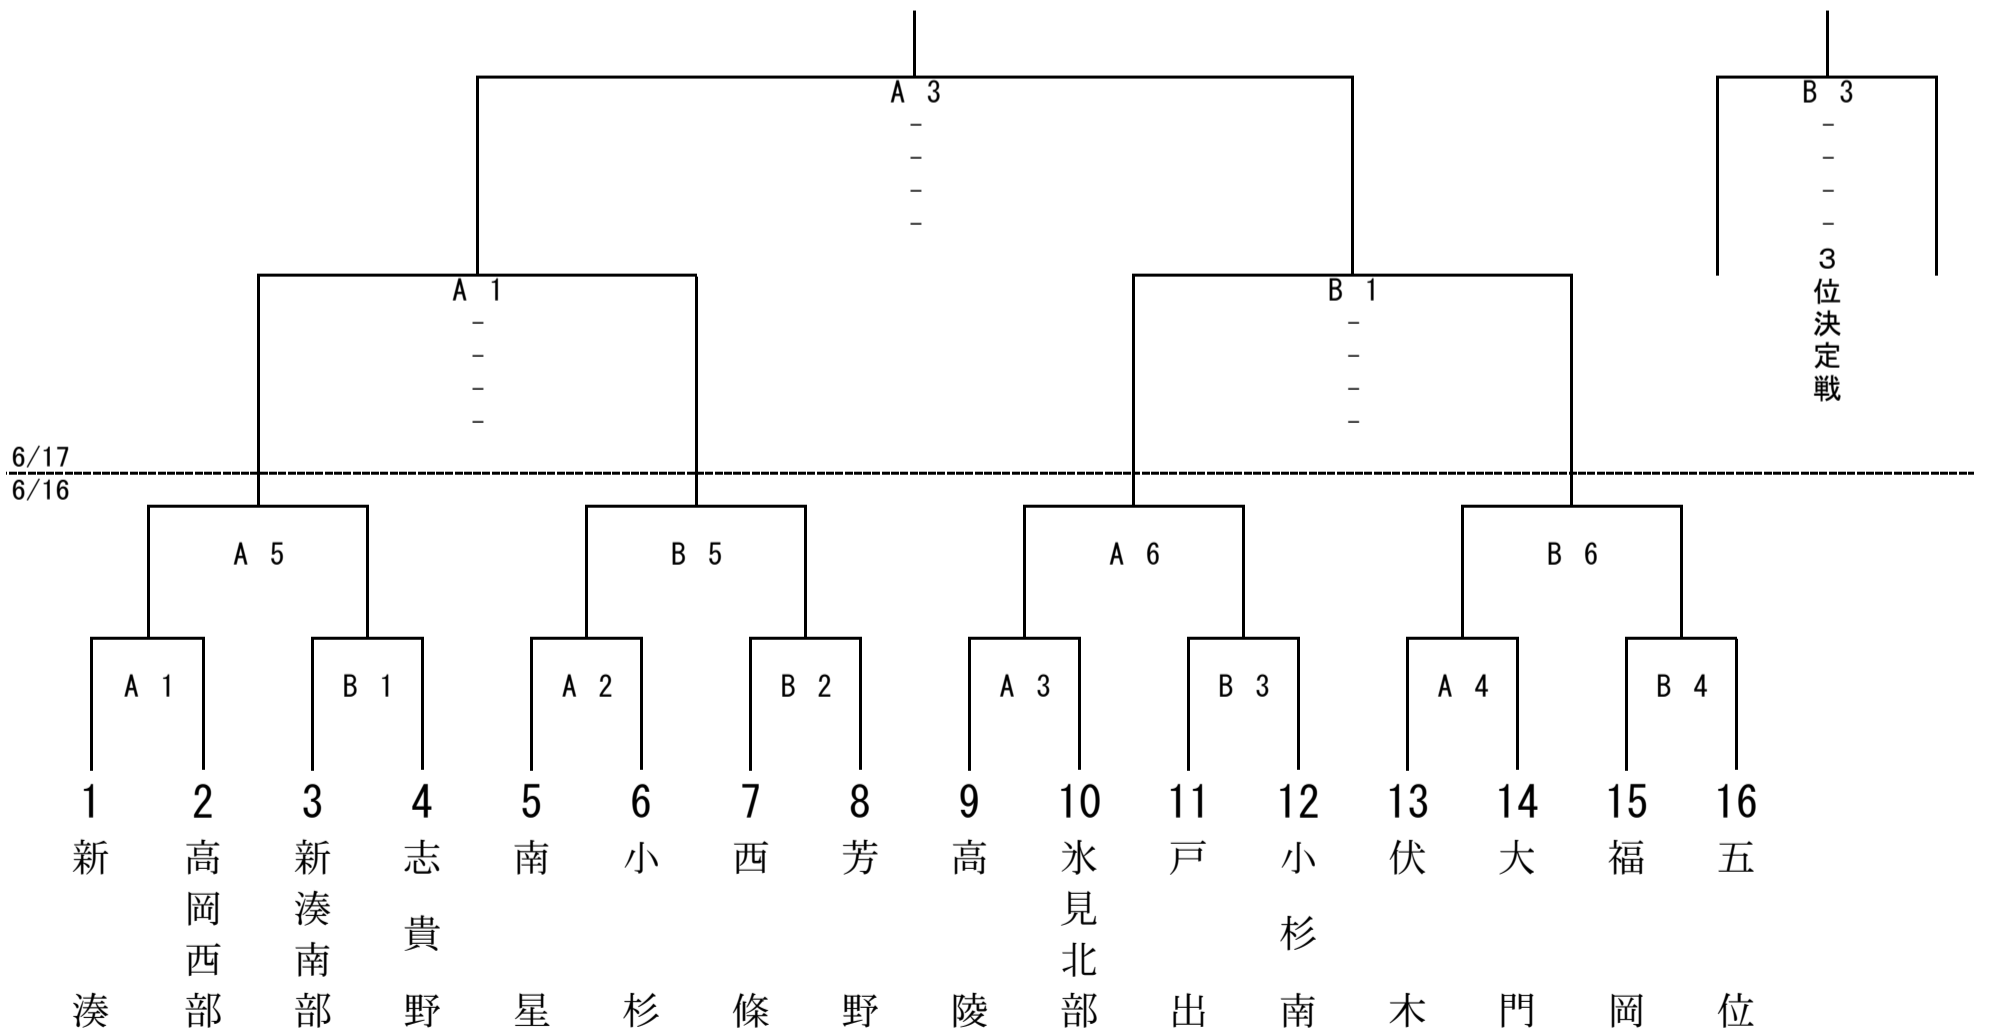 A 3
-
-
-
-
B 3
-
-
-
-
3位決定戦
A 1
-
-
-
-
B 1
-
-
-
-
6/17
6/16
A 5
B 5
A 6
B 6
A 1
B 1
A 2
B 2
A 3
B 3
A 4
B 4
1
2
3
4
5
6
7
8
9
10
11
12
13
14
15
16
新湊
高岡西部
新湊南部
志貴野
南星
小杉
西條
芳野
高陵
氷見北部
戸出
小杉南
伏木
大門
福岡
五位